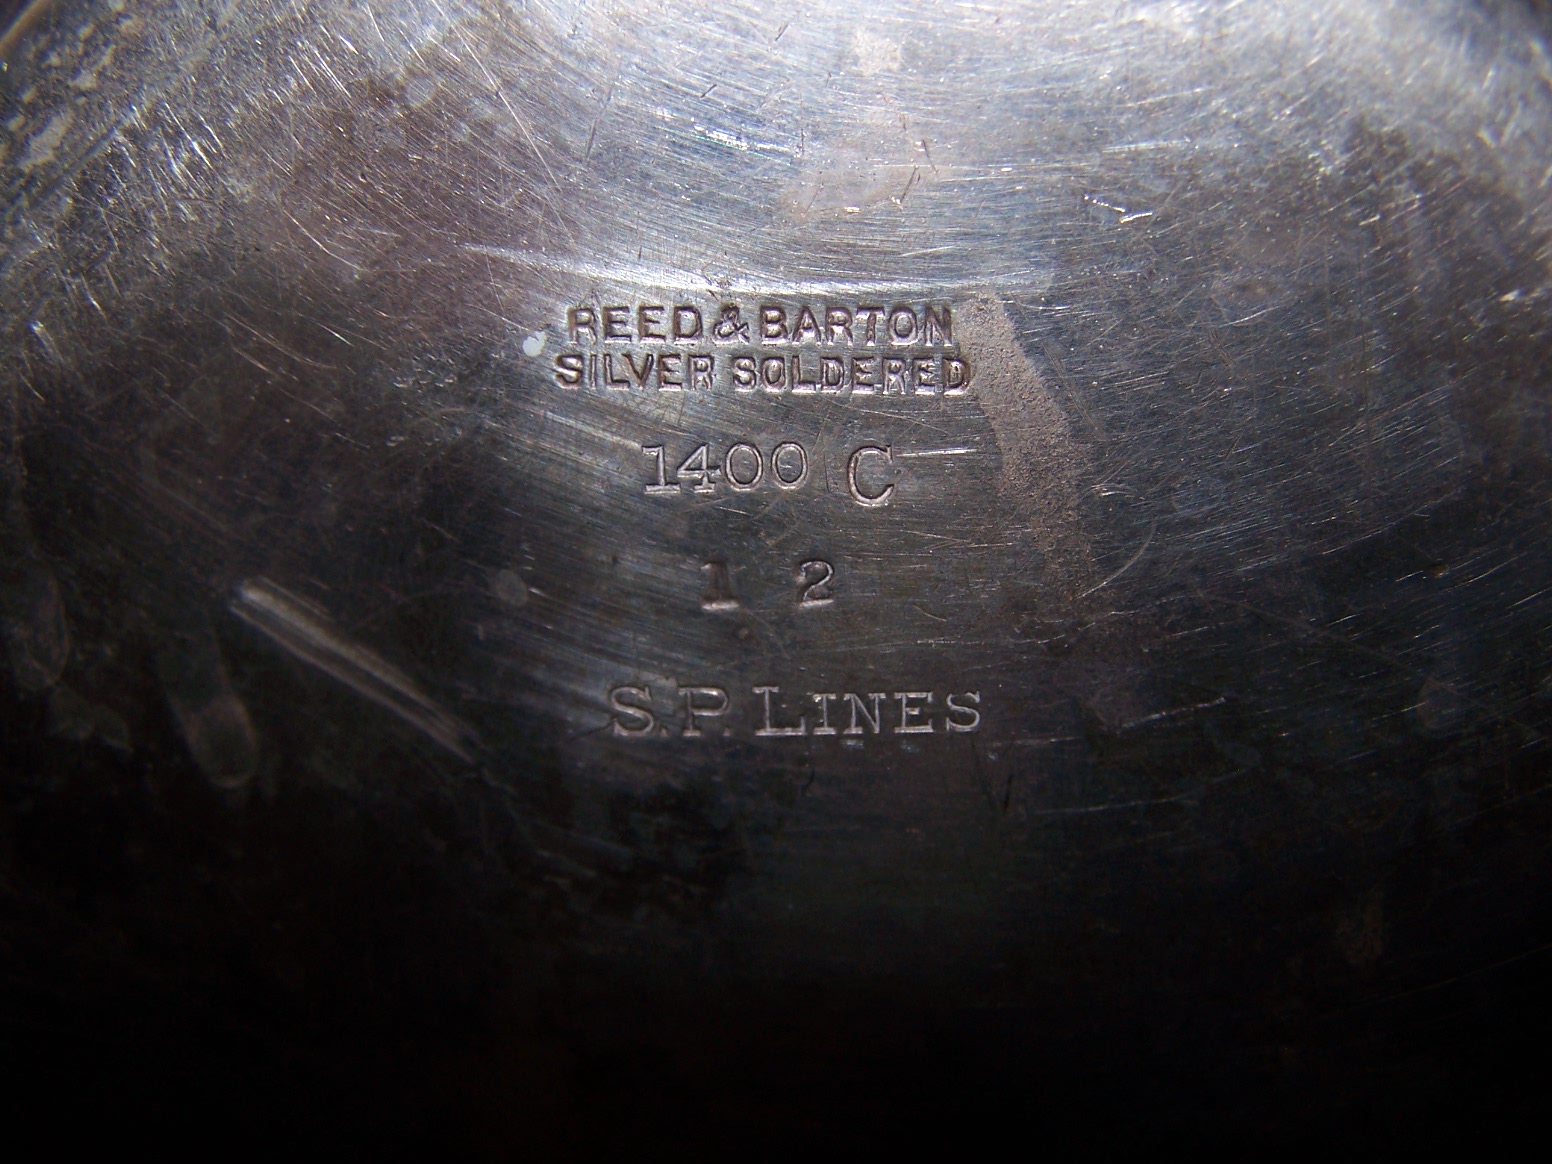 REED & BARTON
SILVER SOLDERED
1400 C
1 2
S.P. LINES